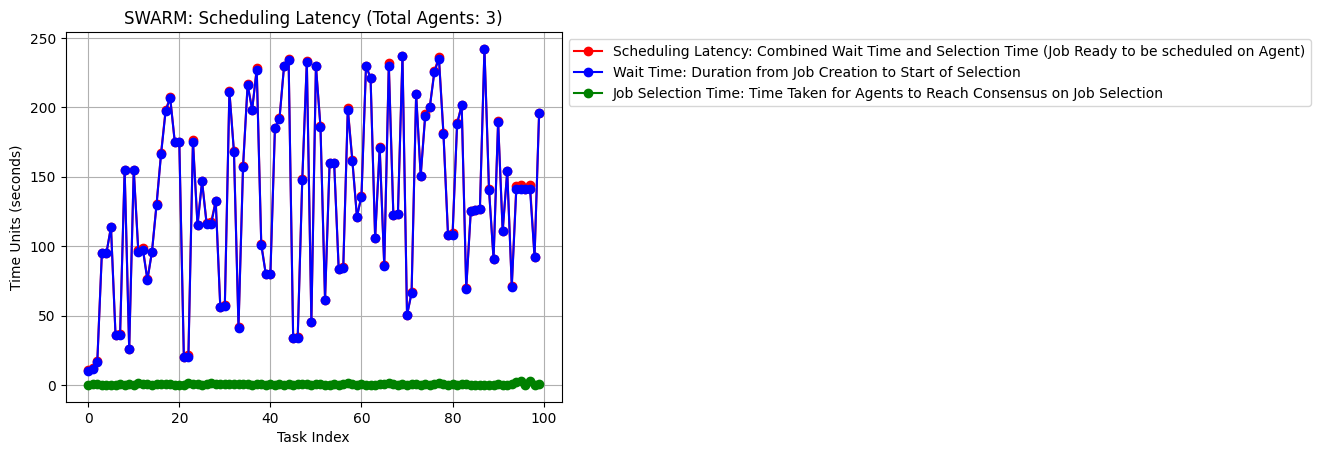 SWARM: Scheduling Latency (Total Agents: 3)
250
200
150
100
50
0
Time Units (seconds)
0 20 40 60 80 100
Task Index
Scheduling Latency: Combined Wait Time and Selection Time (Job Ready to be scheduled on Agent)
Wait Time: Duration from Job Creation to Start of Selection
Job Selection Time: Time Taken for Agents to Reach Consensus on Job Selection